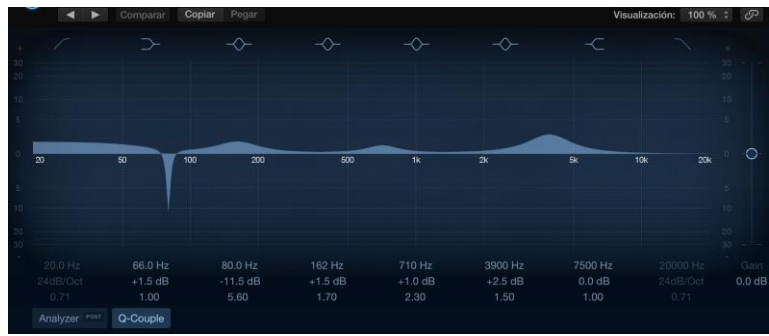 Comparar Copiar Pegar Visualización: 100 %
+ +
30 30
20 20
10 10
5 5
0 20 50 100 200 500 1k 2k 5k 10k 20k 0
5 5
10 10
20 20
30 30
- -
20.0 Hz 66.0 Hz 80.0 Hz 162 Hz 710 Hz 3900 Hz 7500 Hz 20000 Hz Gain
24dB/Oct +1.5 dB -11.5 dB +1.5 dB +1.0 dB +2.5 dB 0.0 dB 24dB/Oct 0.0 dB
0.71 1.00 5.60 1.70 2.30 1.50 1.00 0.71
Analyzer POST Q-Couple